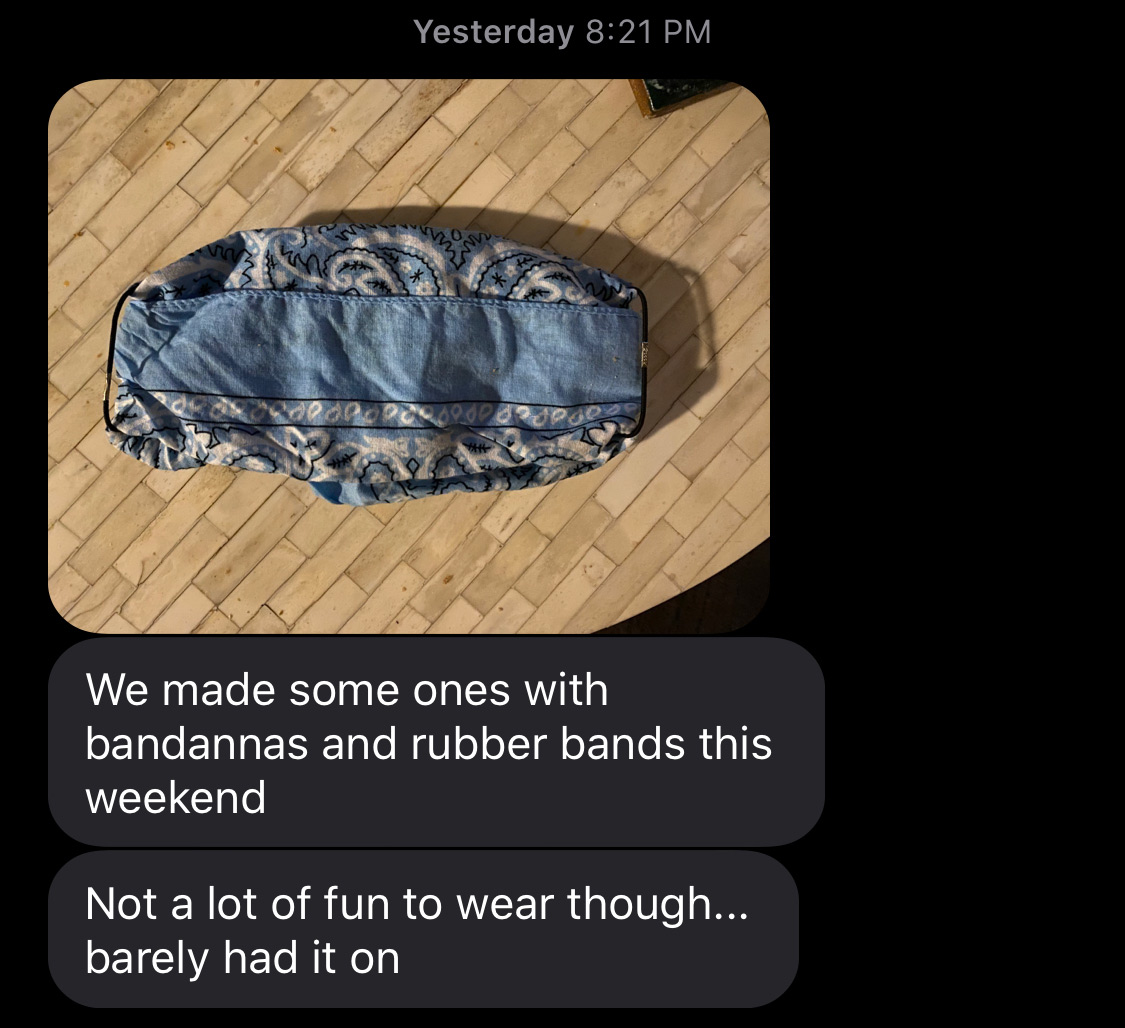 Yesterday 8:21 PM
We made some ones with
bandannas and rubber bands this
weekend
Not a lot of fun to wear though...
barely had it on